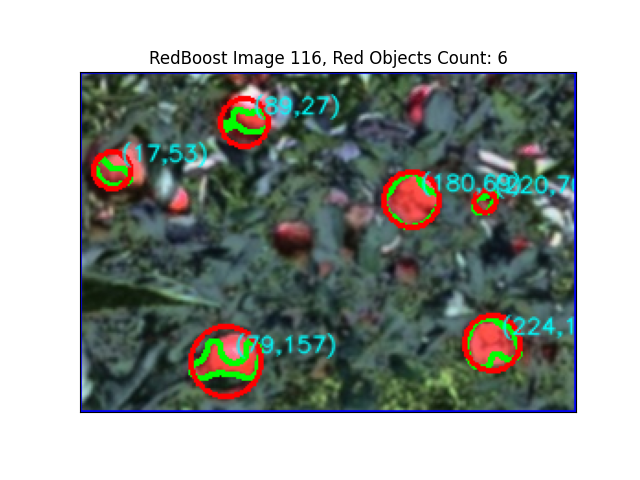 RedBoost Image 116, Red Objects Count: 6
(89,27)
(17,53)
(180,69)
(79,157)